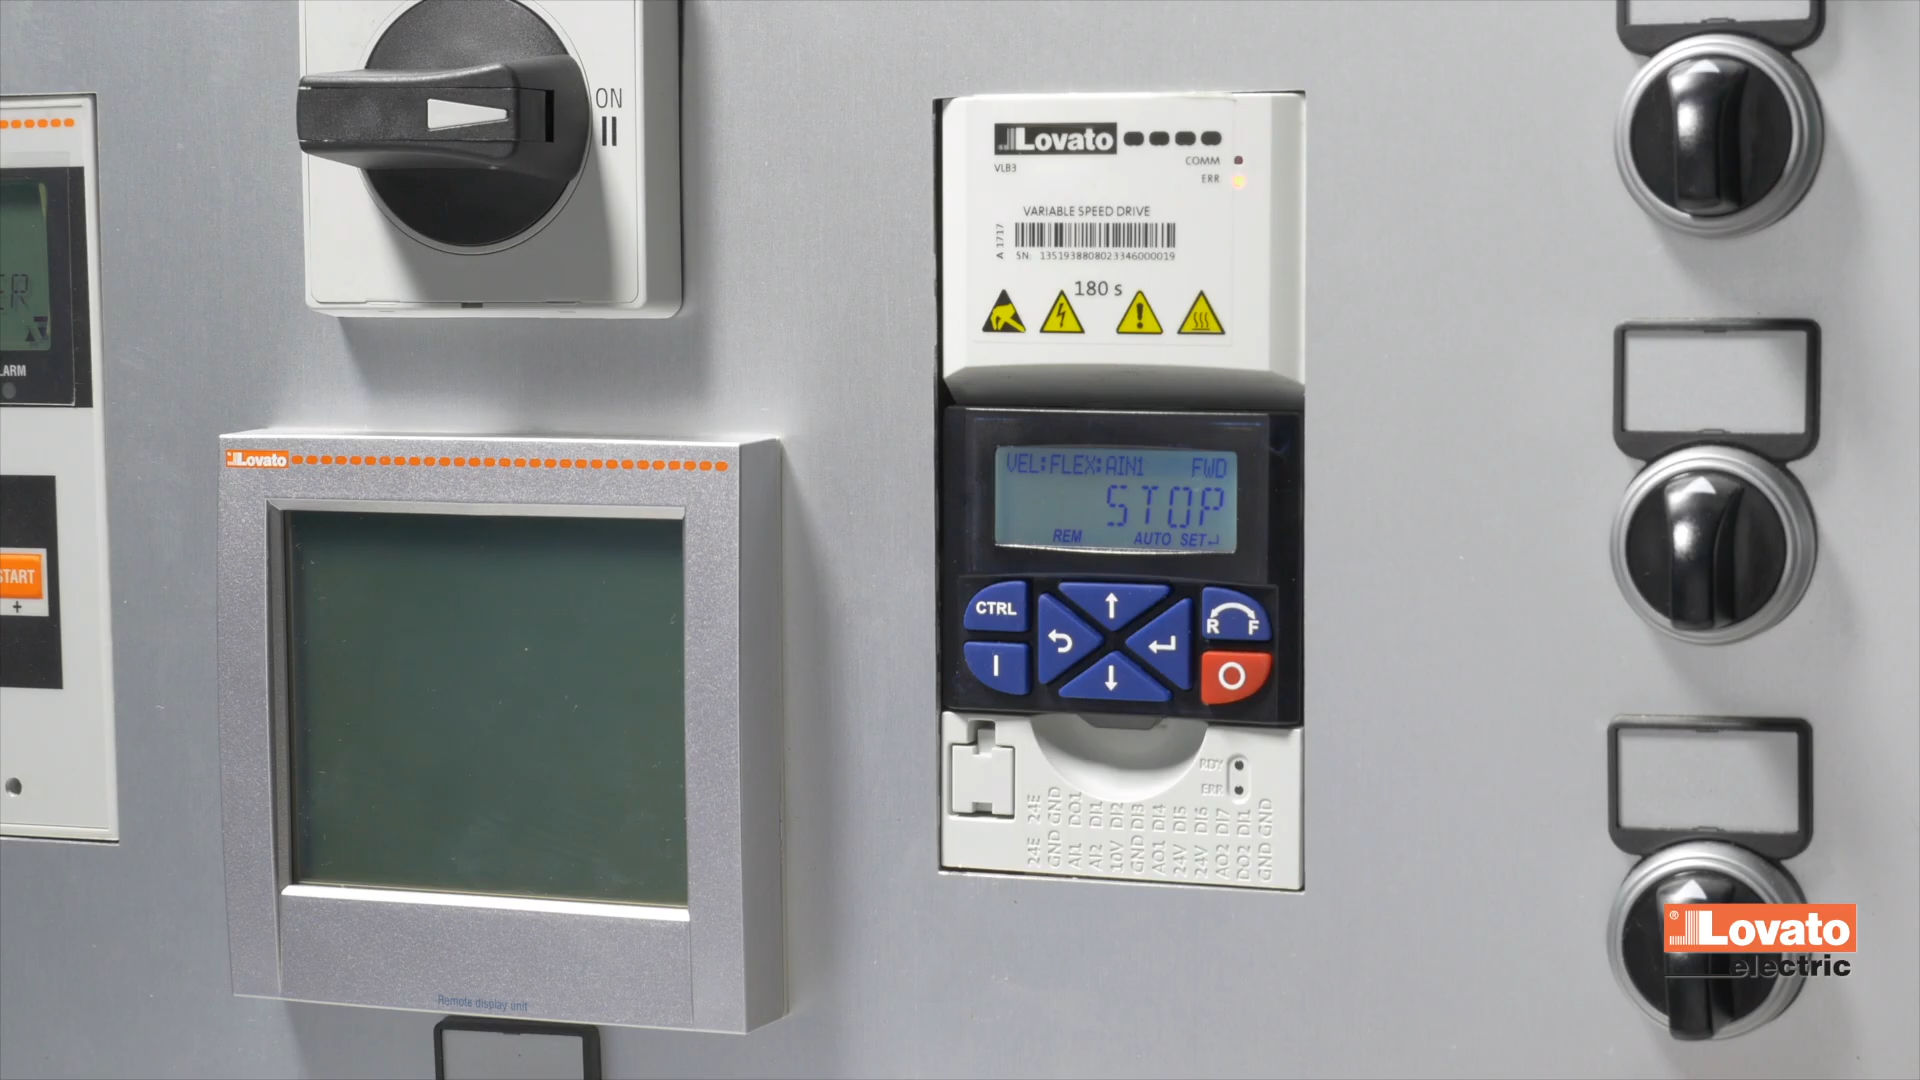 ON
II
LARM
START
+
Lovato
Remote display unit
Lovato
VLB3
COMM
ERR
VARIABLE SPEED DRIVE
A 1717
SN: 1351938808023346000019
180 s
VEL:FLEX:AIN1 FWD
STOP
REM AUTO SET
CTRL
R F
I
O
RDY
ERR
24E 24E
GND GND
AI1 DO1
AI2 DI1
10V DI2
GND DI3
AO1 DI4
24V DI5
24V DI6
AO2 DI7
DO2 DI1
GND GND
® Lovato
electric